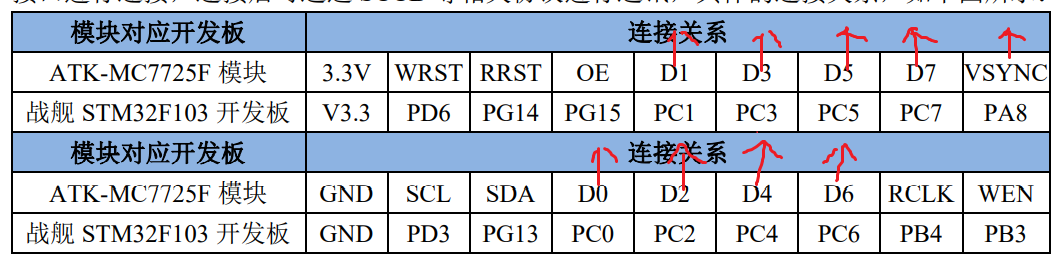 模块对应开发板 连接关系
ATK-MC7725F 模块 3.3V WRST RRST OE D1 D3 D5 D7 VSYNC
战舰 STM32F103 开发板 V3.3 PD6 PG14 PG15 PC1 PC3 PC5 PC7 PA8
模块对应开发板 连接关系
ATK-MC7725F 模块 GND SCL SDA D0 D2 D4 D6 RCLK WEN
战舰 STM32F103 开发板 GND PD3 PG13 PC0 PC2 PC4 PC6 PB4 PB3